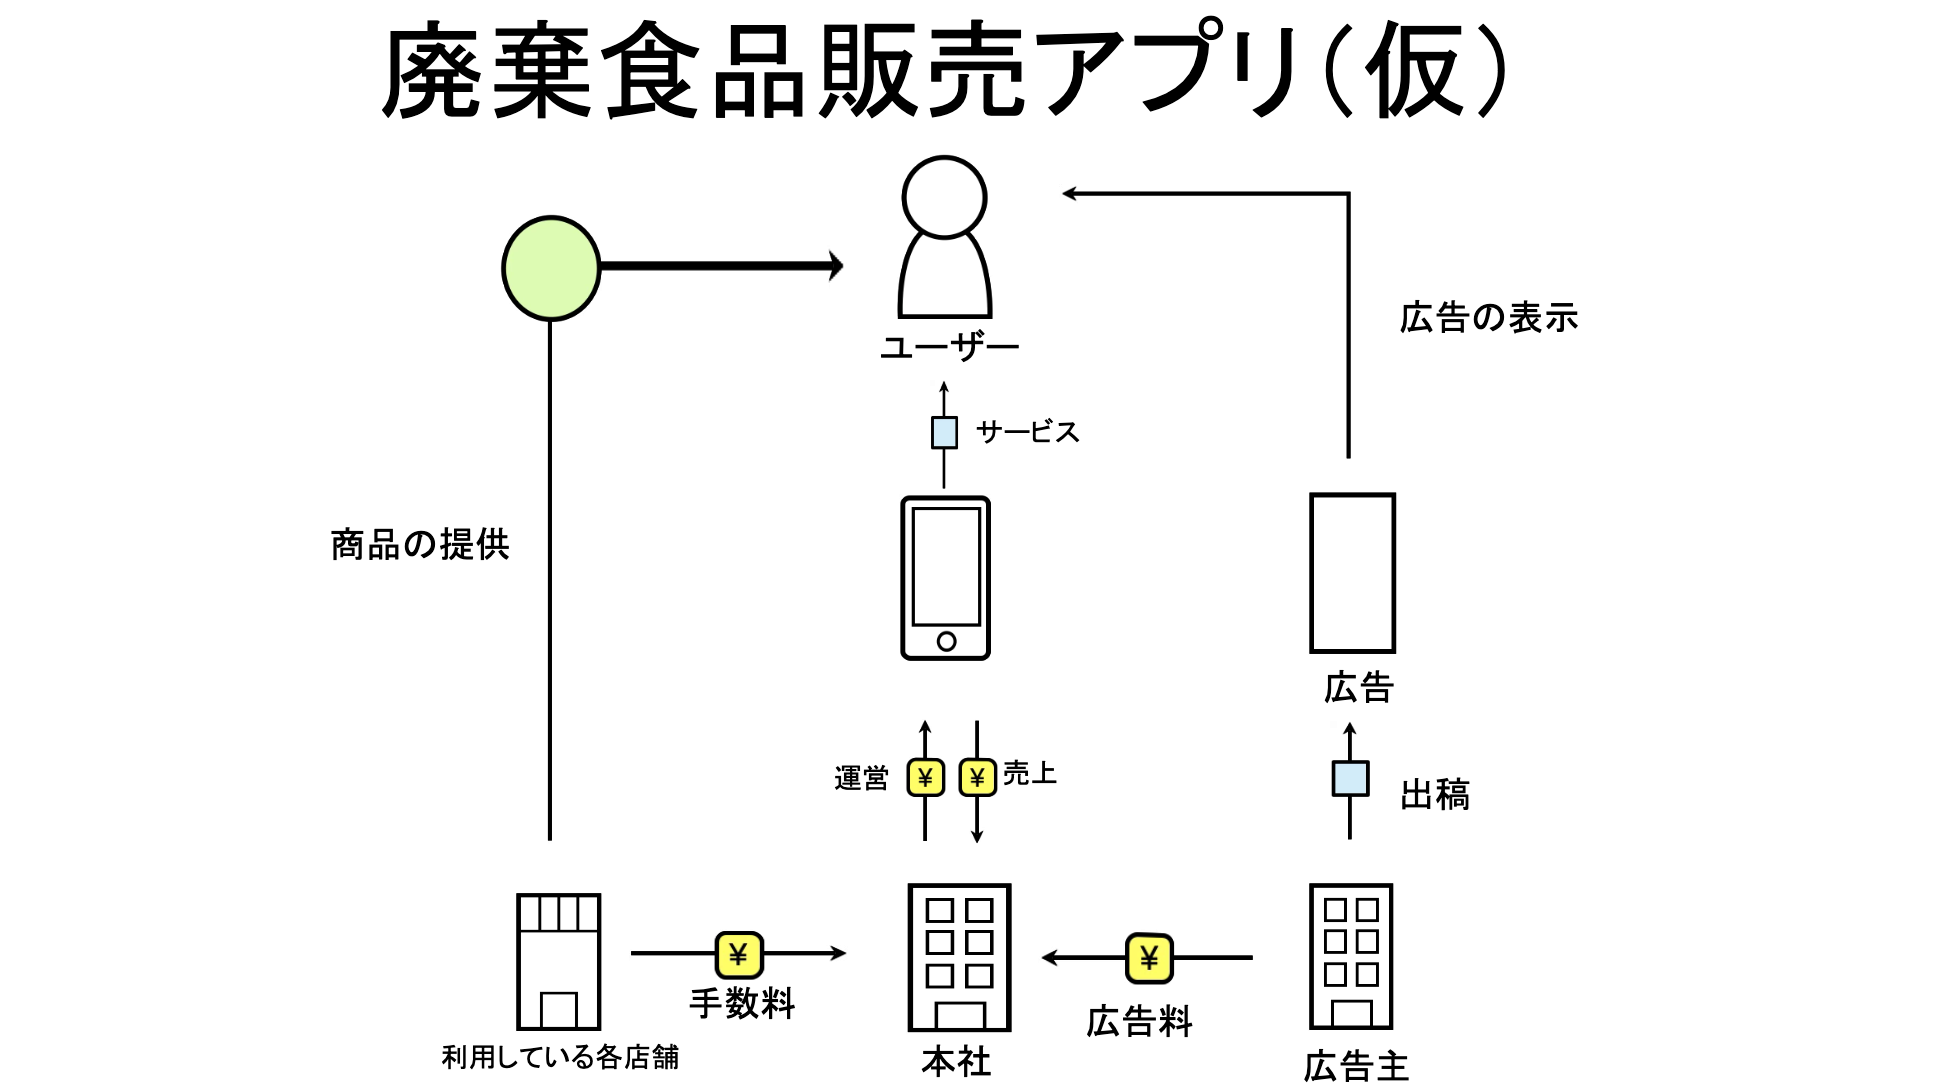 廃棄食品販売アプリ（仮）
ユーザー
広告の表示
サービス
商品の提供
広告
運営
¥
¥
売上
出稿
¥
手数料
¥
広告料
利用している各店舗
本社
広告主